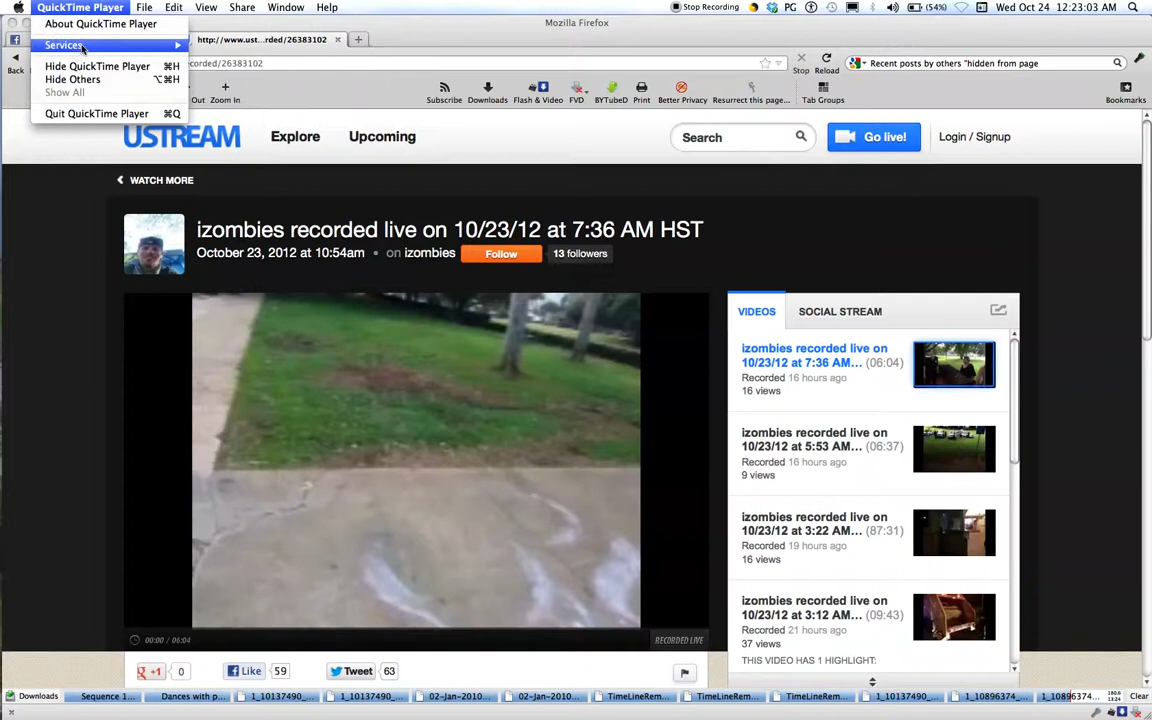 QuickTime Player File Edit View Share Window Help Stop Recording PG (54%) Wed Oct 24 12:23:03 AM
About QuickTime Player
Services
Hide QuickTime Player ⌘H
Hide Others ⌥⌘H
Show All
Quit QuickTime Player ⌘Q
Mozilla Firefox
http://www.ust...rded/26383102
Back
corded/26383102
Stop Reload
Recent posts by others "hidden from page
Out Zoom In Subscribe Downloads Flash & Video FVD BYTubeD Print Better Privacy Resurrect this page... Tab Groups Bookmarks
USTREAM Explore Upcoming Search Go live! Login / Signup
WATCH MORE
izombies recorded live on 10/23/12 at 7:36 AM HST
October 23, 2012 at 10:54am • on izombies Follow 13 followers
VIDEOS SOCIAL STREAM
izombies recorded live on
10/23/12 at 7:36 AM... (06:04)
Recorded 16 hours ago
16 views
izombies recorded live on
10/23/12 at 5:53 AM... (06:37)
Recorded 16 hours ago
9 views
izombies recorded live on
10/23/12 at 3:22 AM... (87:31)
Recorded 19 hours ago
16 views
izombies recorded live on
10/23/12 at 3:12 AM... (09:43)
Recorded 21 hours ago
37 views
THIS VIDEO HAS 1 HIGHLIGHT:
00:00 / 06:04 RECORDED LIVE
+1 0 Like 59 Tweet 63
Downloads Sequence 1... Dances with p... 1_10137490_... 1_10137490_... 02-Jan-2010... 02-Jan-2010... TimeLineRem... TimeLineRem... TimeLineRem... 1_10137490_... 1_10896374_... 1_10896374... Clear